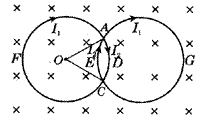 I₁ A I₁
F O E I₂ I₂ D G
C